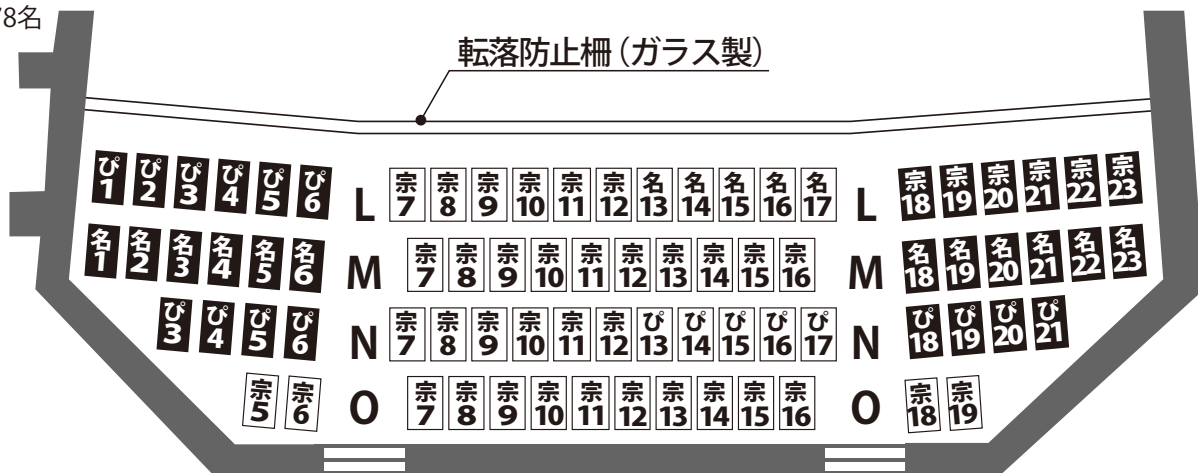 78名
転落防止柵（ガラス製）
ぴ1 ぴ2 ぴ3 ぴ4 ぴ5 ぴ6 L 宗7 宗8 宗9 宗10 宗11 宗12 名13 名14 名15 名16 名17 L 宗18 宗19 宗20 宗21 宗22 宗23
名1 名2 名3 名4 名5 名6 M 宗7 宗8 宗9 宗10 宗11 宗12 宗13 宗14 宗15 宗16 M 名18 名19 名20 名21 名22 名23
ぴ3 ぴ4 ぴ5 ぴ6 N 宗7 宗8 宗9 宗10 宗11 宗12 ぴ13 ぴ14 ぴ15 ぴ16 ぴ17 N ぴ18 ぴ19 ぴ20 ぴ21
宗5 宗6 O 宗7 宗8 宗9 宗10 宗11 宗12 宗13 宗14 宗15 宗16 O 宗18 宗19